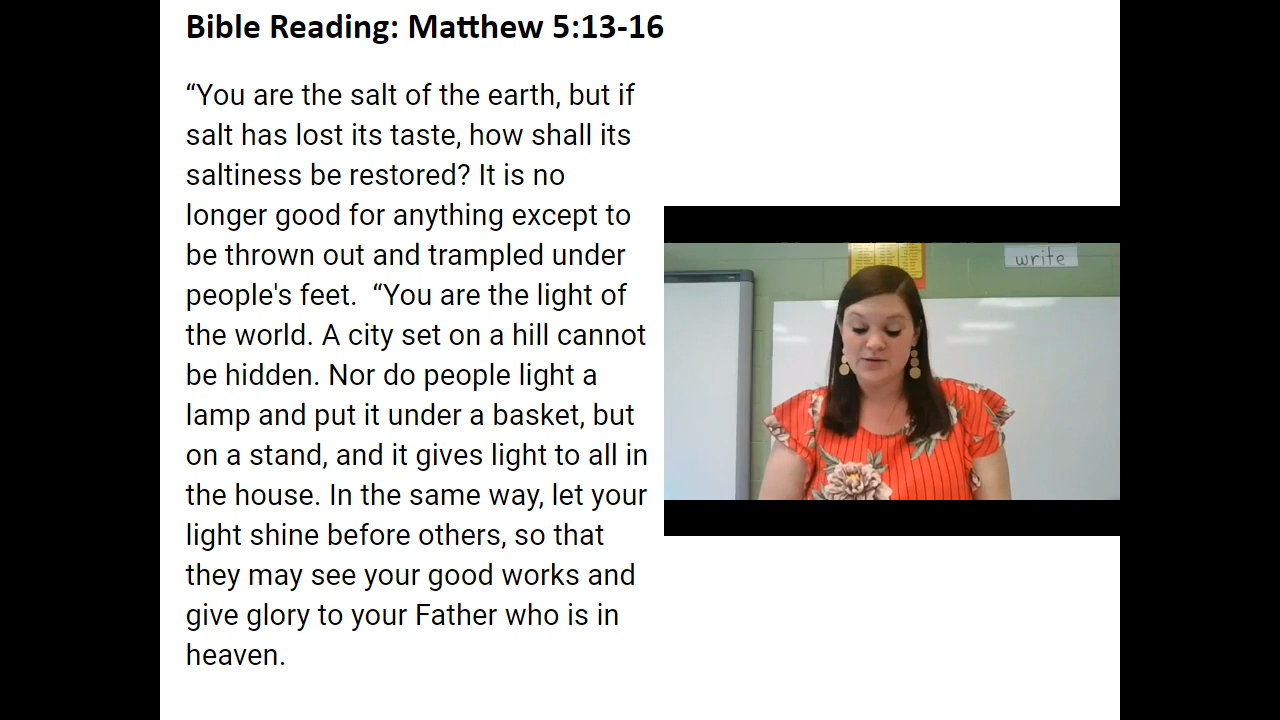 Bible Reading: Matthew 5:13-16
“You are the salt of the earth, but if
salt has lost its taste, how shall its
saltiness be restored? It is no
longer good for anything except to
be thrown out and trampled under
people's feet.  “You are the light of
the world. A city set on a hill cannot
be hidden. Nor do people light a
lamp and put it under a basket, but
on a stand, and it gives light to all in
the house. In the same way, let your
light shine before others, so that
they may see your good works and
give glory to your Father who is in
heaven.
write